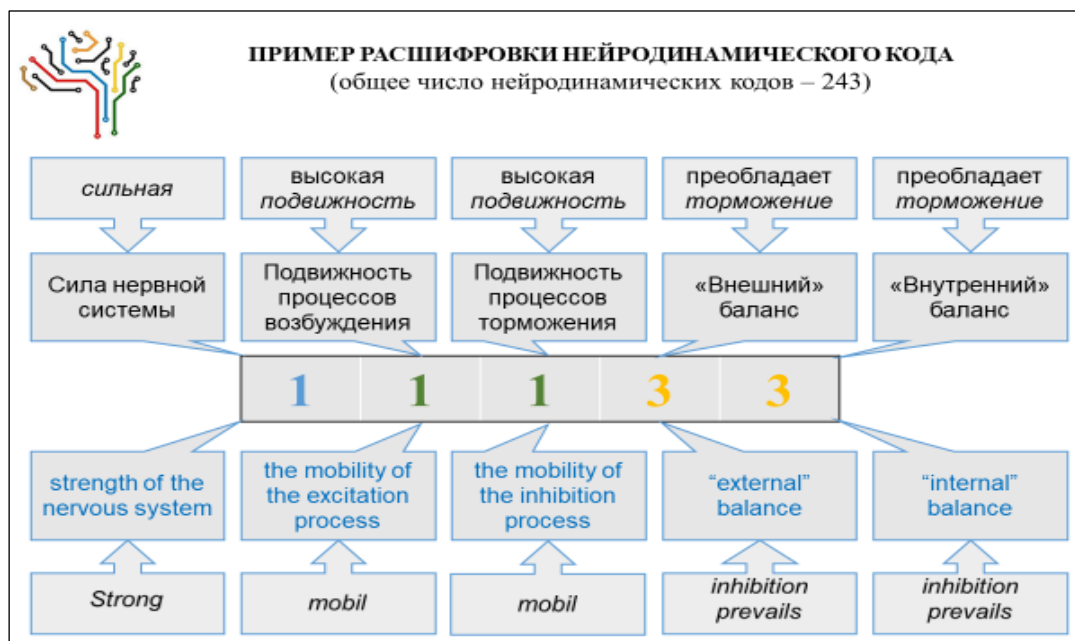 ПРИМЕР РАСШИФРОВКИ НЕЙРОДИНАМИЧЕСКОГО КОДА
(общее число нейродинамических кодов – 243)
сильная
высокая
подвижность
высокая
подвижность
преобладает
торможение
преобладает
торможение
Сила нервной
системы
Подвижность
процессов
возбуждения
Подвижность
процессов
торможения
«Внешний»
баланс
«Внутренний»
баланс
1 1 1 3 3
strength of the
nervous system
the mobility of
the excitation
process
the mobility of
the inhibition
process
“external”
balance
“internal”
balance
Strong
mobil
mobil
inhibition
prevails
inhibition
prevails